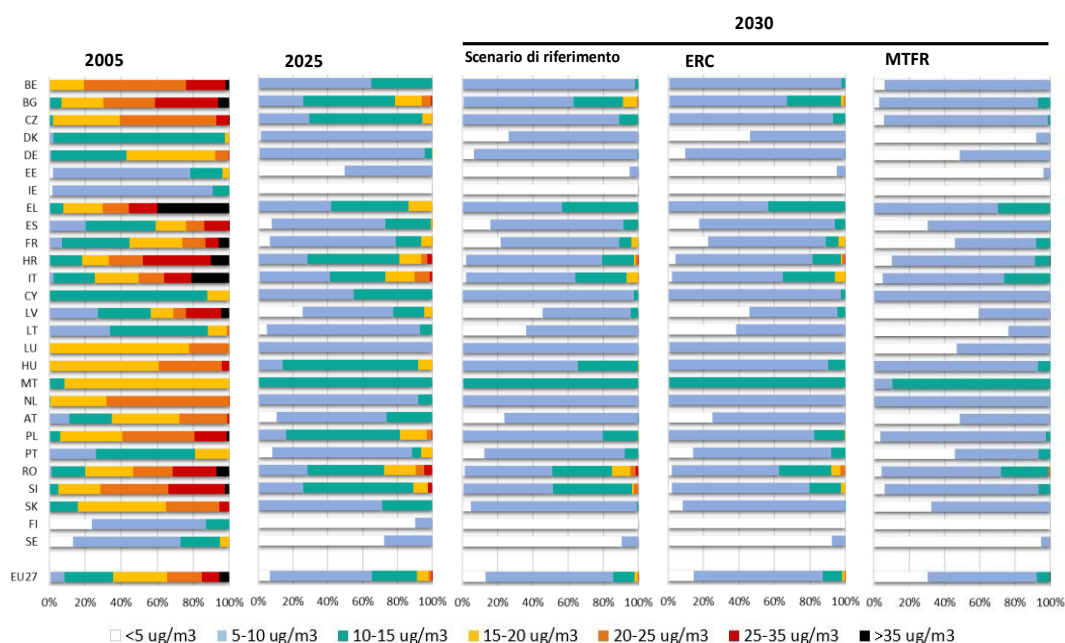 2030
2005
2025
Scenario di riferimento
ERC
MTFR
BE
BG
CZ
DK
DE
EE
IE
EL
ES
FR
HR
IT
CY
LV
LT
LU
HU
MT
NL
AT
PL
PT
RO
SI
SK
FI
SE
EU27
0% 20% 40% 60% 80% 100% 0% 20% 40% 60% 80% 100% 0% 20% 40% 60% 80% 100% 0% 20% 40% 60% 80% 100% 0% 20% 40% 60% 80% 100%
<5 ug/m3 5-10 ug/m3 10-15 ug/m3 15-20 ug/m3 20-25 ug/m3 25-35 ug/m3 >35 ug/m3